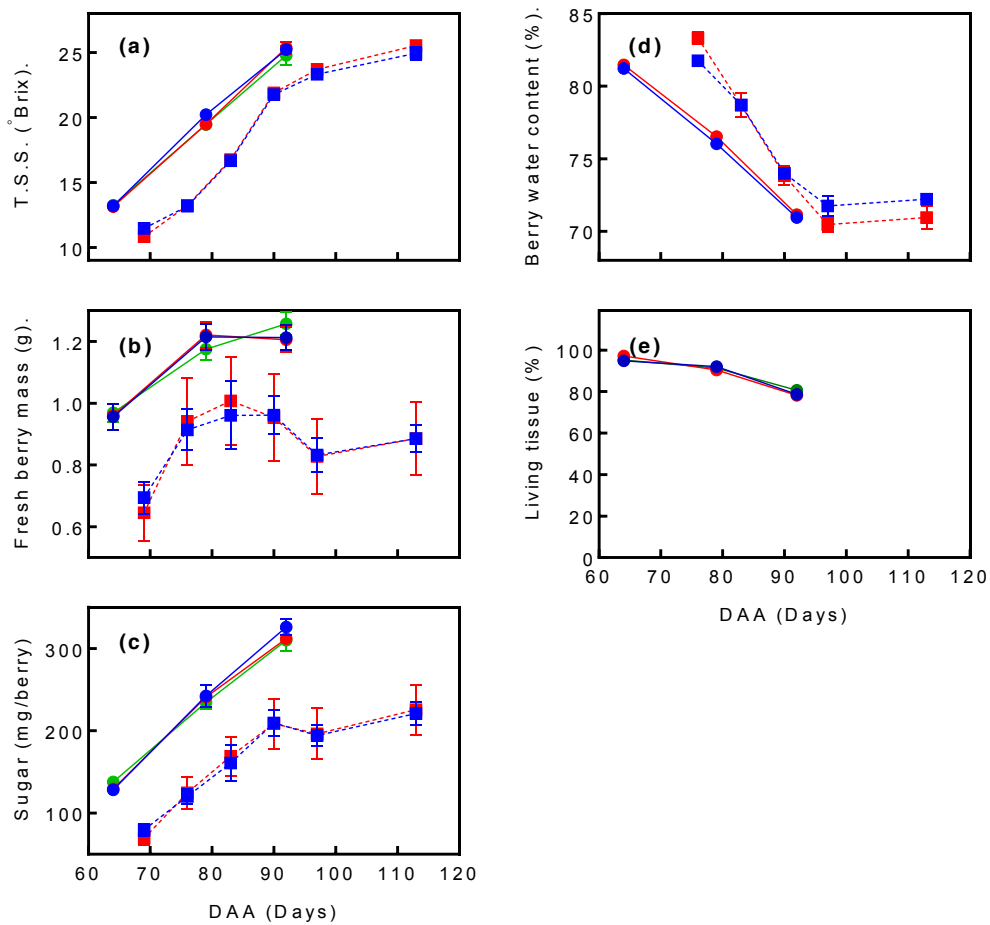 (a)
T.S.S. (°Brix).
25
20
15
10
(b)
Fresh berry mass (g).
1.2
1.0
0.8
0.6
(c)
Sugar (mg/berry)
300
200
100
60 70 80 90 100 110 120
DAA (Days)
(d)
Berry water content (%).
85
80
75
70
(e)
Living tissue (%)
100
80
60
40
20
0
60 70 80 90 100 110 120
DAA (Days)